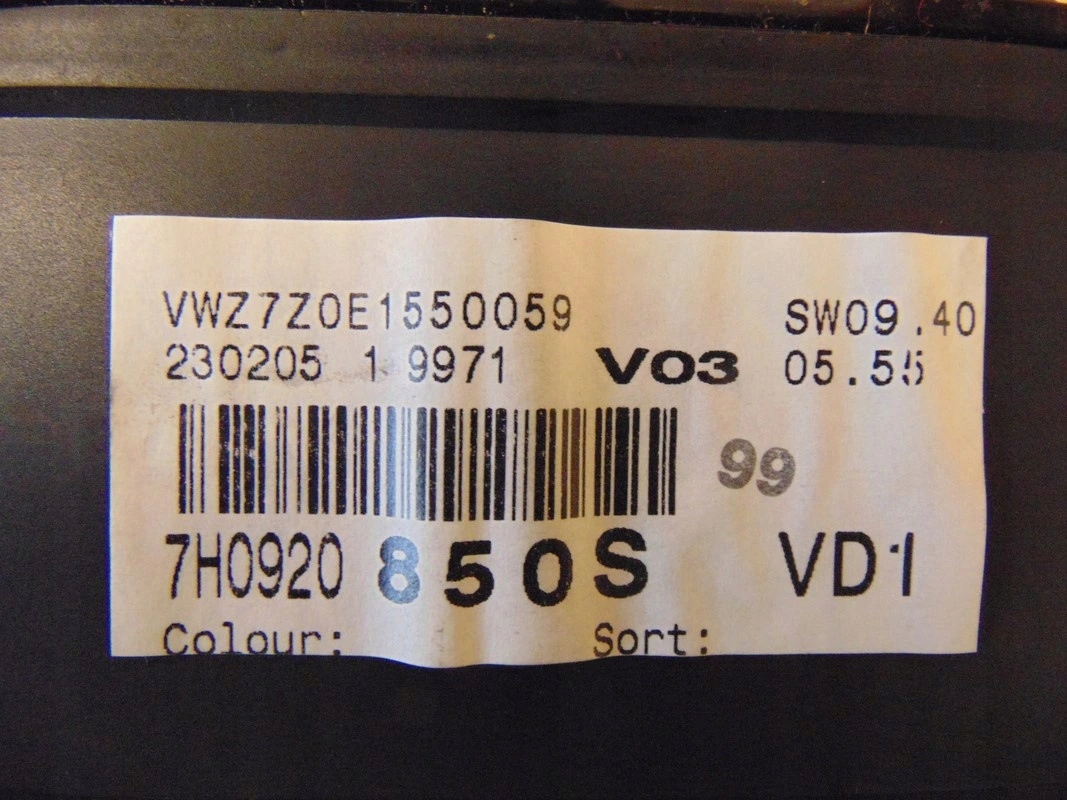 VWZ7Z0E1550059 SW09.40
230205 1 9971 V03 05.55
99
7H0920 850S VD1
Colour: Sort: